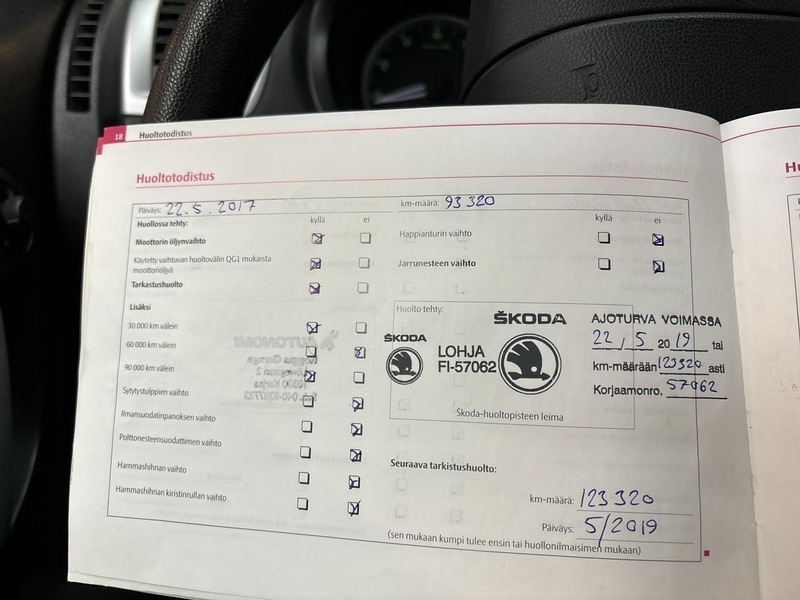 18 Huoltotodistus
Hu
Huoltotodistus
Päiväys: 22.5.2017 km-määrä: 93 320
Huollossa tehty: kyllä ei kyllä ei
Moottorin öljynvaihto
Happianturin vaihto
Käytetty vaihtuvan huoltovälin QG1 mukaista
moottoriöljyä
Jarrunesteen vaihto
Tarkastushuolto
Lisäksi
30 000 km välein
60 000 km välein
90 000 km välein
Sytytystulppien vaihto
Ilmansuodatinpanoksen vaihto
Polttonesteensuodattimen vaihto
Hammashihnan vaihto
Hammashihnan kiristinrullan vaihto
Huolto tehty:
ŠKODA
ŠKODA
LOHJA
FI-57062
Škoda-huoltopisteen leima
AJOTURVA VOIMASSA
22, 5 2019 tai
km-määrään 123320 asti
Korjaamonro. 57062
Seuraava tarkistushuolto:
km-määrä: 123 320
Päiväys: 5/2019
(sen mukaan kumpi tulee ensin tai huollonilmaisimen mukaan)